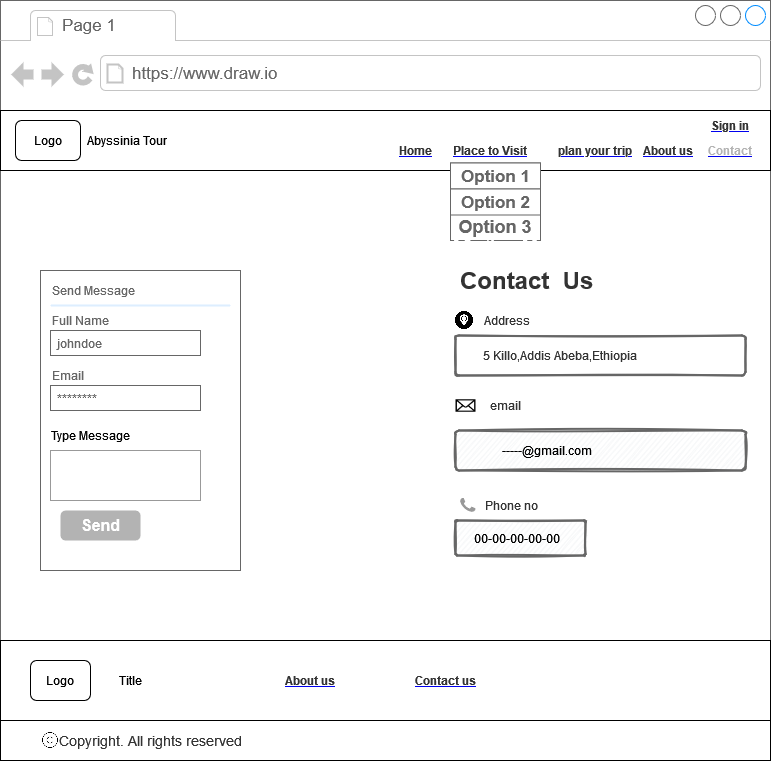 Page 1
https://www.draw.io
Logo
Abyssinia Tour
Sign in
Home
Place to Visit
plan your trip
About us
Contact
Option 1
Option 2
Option 3
Send Message
Full Name
johndoe
Email
********
Type Message
Send
Contact Us
Address
5 Killo,Addis Abeba,Ethiopia
email
-----@gmail.com
Phone no
00-00-00-00-00
Logo
Title
About us
Contact us
©Copyright. All rights reserved